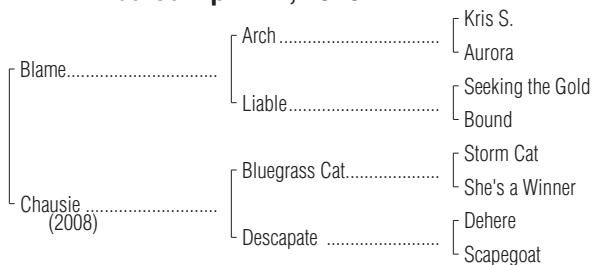 Kris S.
Arch
Aurora
Blame
Seeking the Gold
Liable
Bound
Storm Cat
Bluegrass Cat
She's a Winner
Chausie
(2008)
Dehere
Descapate
Scapegoat